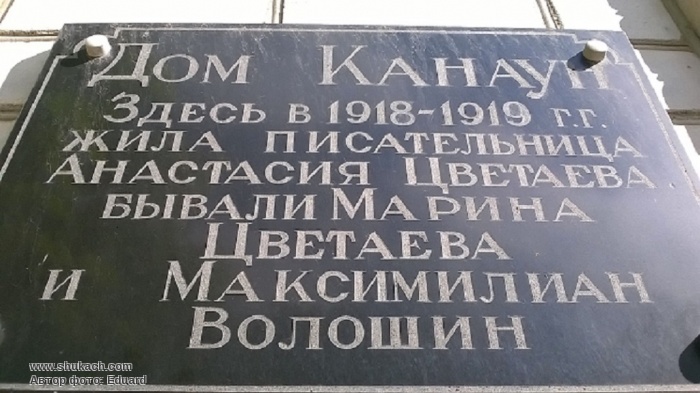 Дом Канауп
Здесь в 1918-1919 г.г.
жила писательница
Анастасия Цветаева
бывали Марина
Цветаева
и Максимилиан
Волошин
www.shukach.com
Автор фото: Eduard